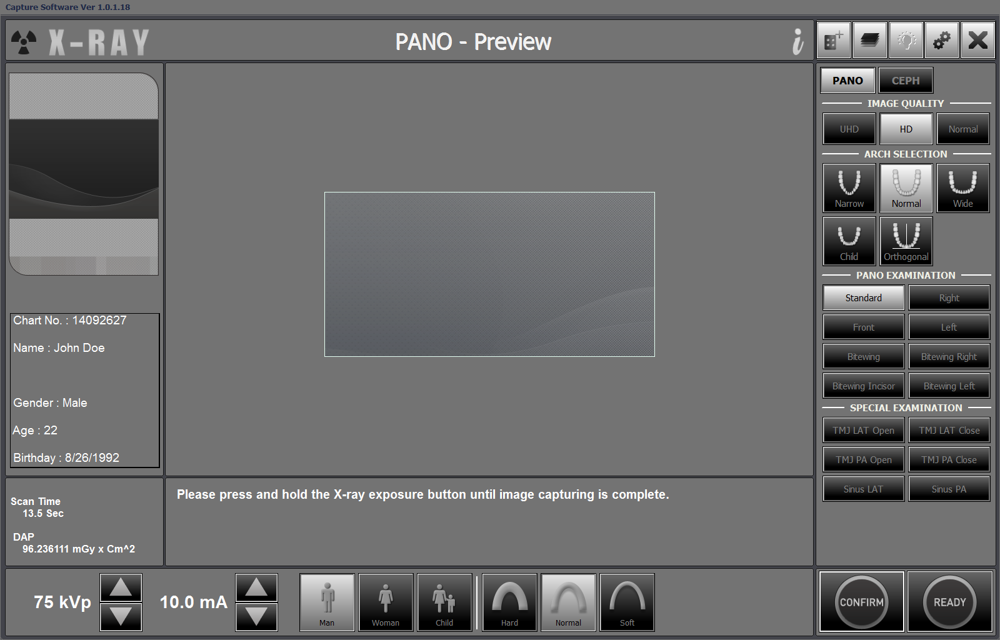 Capture Software Ver 1.0.1.18
X-RAY
PANO - Preview
i
PANO CEPH
IMAGE QUALITY
UHD HD Normal
ARCH SELECTION
Narrow Normal Wide
Child Orthogonal
PANO EXAMINATION
Standard Right
Front Left
Bitewing Bitewing Right
Bitewing Incisor Bitewing Left
SPECIAL EXAMINATION
TMJ LAT Open TMJ LAT Close
TMJ PA Open TMJ PA Close
Sinus LAT Sinus PA
Chart No. : 14092627
Name : John Doe
Gender : Male
Age : 22
Birthday : 8/26/1992
Scan Time
13.5 Sec
DAP
96.236111 mGy x Cm^2
Please press and hold the X-ray exposure button until image capturing is complete.
75 kVp 10.0 mA
Man Woman Child Hard Normal Soft
CONFIRM READY